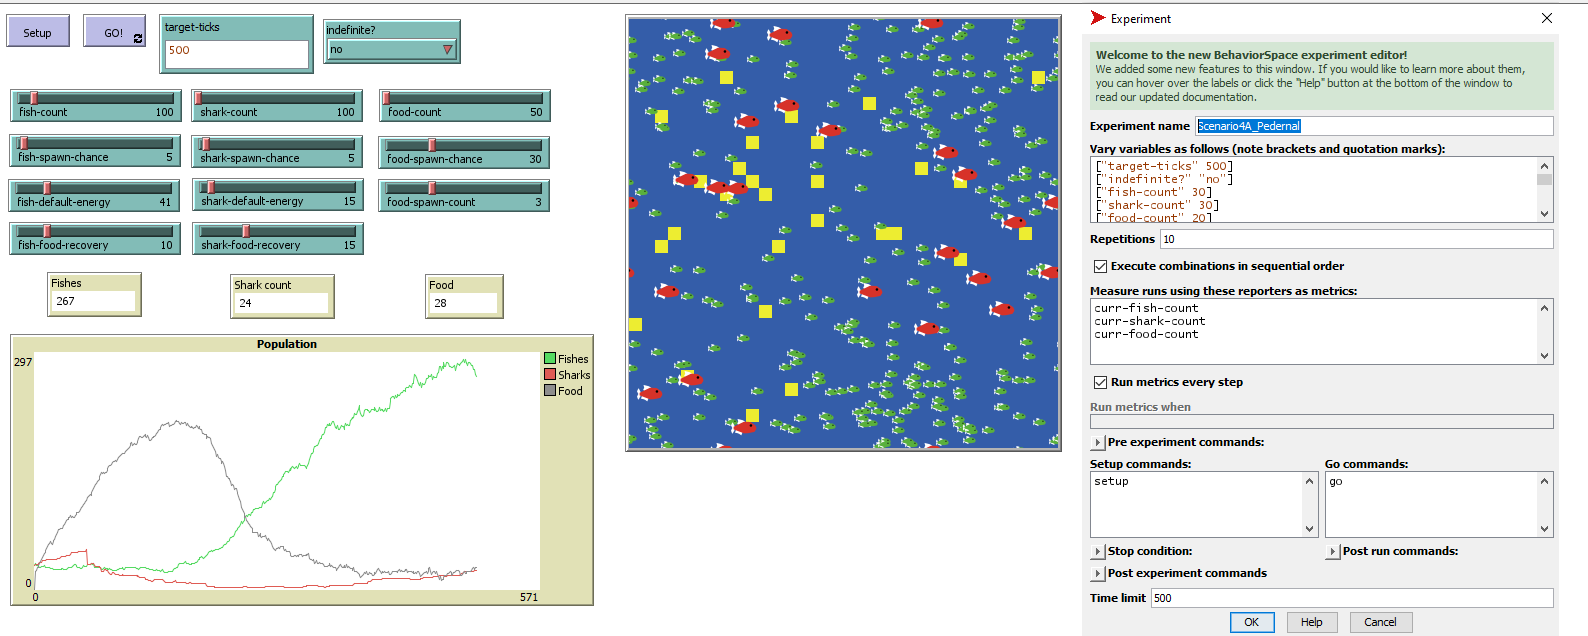 Setup
GO!
target-ticks
500
indefinite?
no
fish-count 100
shark-count 100
food-count 50
fish-spawn-chance 5
shark-spawn-chance 5
food-spawn-chance 30
fish-default-energy 41
shark-default-energy 15
food-spawn-count 3
fish-food-recovery 10
shark-food-recovery 15
Fishes
267
Shark count
24
Food
28
Population
297
0
0
571
Fishes
Sharks
Food
Experiment
Welcome to the new BehaviorSpace experiment editor!
We added some new features to this window. If you would like to learn more about them,
you can hover over the labels or click the "Help" button at the bottom of the window to
read our updated documentation.
Experiment name Scenario4A_Pedernal
Vary variables as follows (note brackets and quotation marks):
["target-ticks" 500]
["indefinite?" "no"]
["fish-count" 30]
["shark-count" 30]
["food-count" 20]
Repetitions 10
Execute combinations in sequential order
Measure runs using these reporters as metrics:
curr-fish-count
curr-shark-count
curr-food-count
Run metrics every step
Run metrics when
Pre experiment commands:
Setup commands:
setup
Go commands:
go
Stop condition:
Post run commands:
Post experiment commands
Time limit 500
OK
Help
Cancel